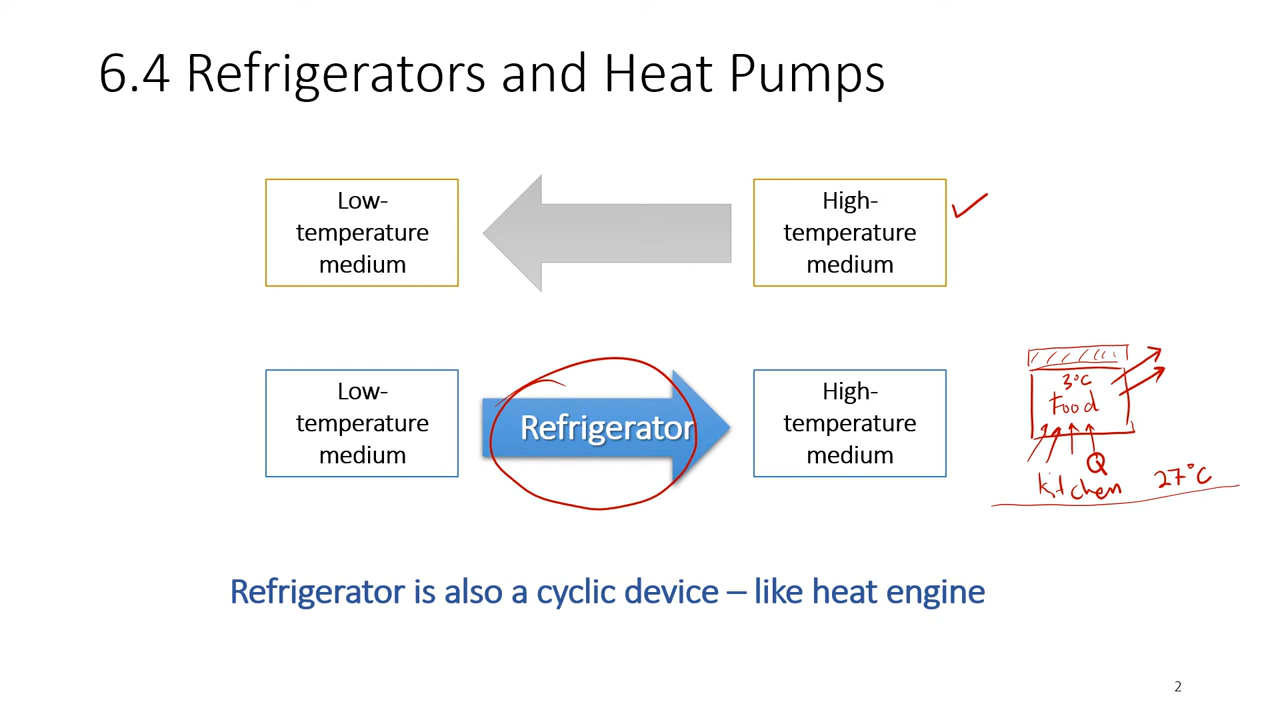 6.4 Refrigerators and Heat Pumps
Low-
temperature
medium
High-
temperature
medium
Low-
temperature
medium
Refrigerator
High-
temperature
medium
3°C
Food
Q
kitchen 27°C
Refrigerator is also a cyclic device – like heat engine
2